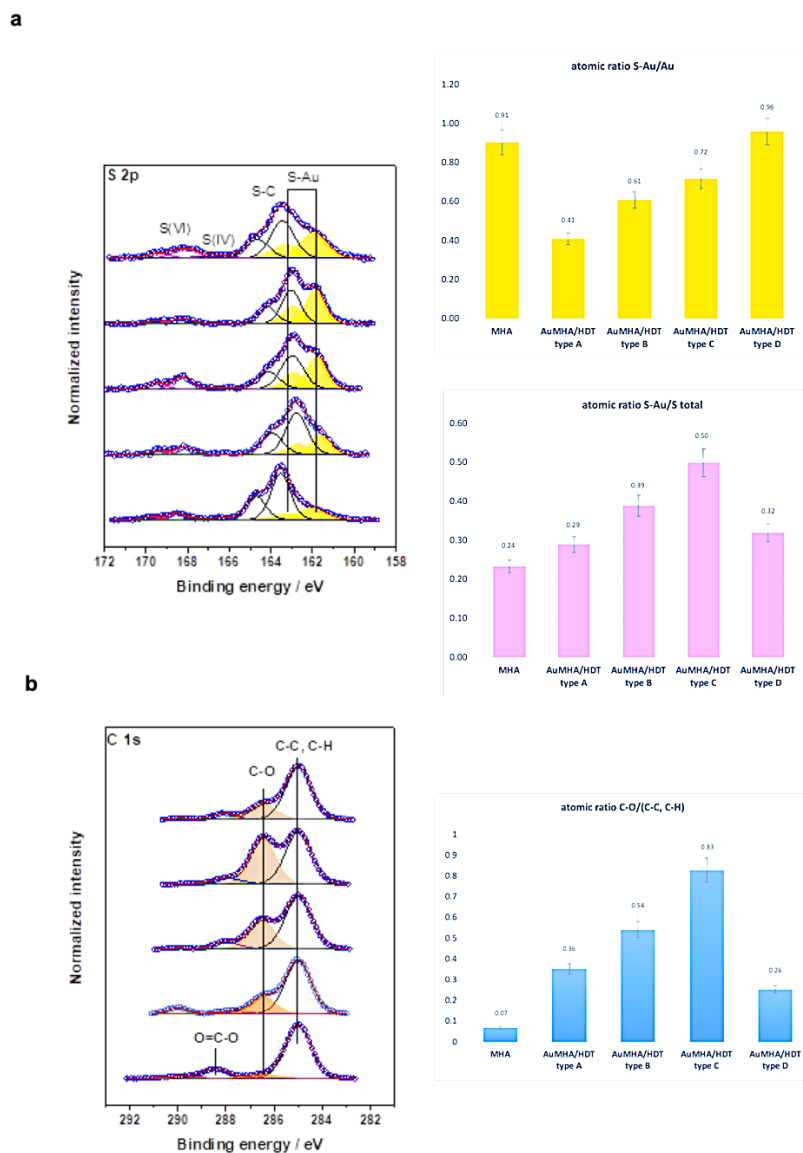 a
S 2p
S-Au
S-C
S(VI)
S(IV)
Normalized intensity
172 170 168 166 164 162 160 158
Binding energy / eV
atomic ratio S-Au/Au
1.20
1.00
0.80
0.60
0.40
0.20
0.00
0.91
0.41
0.61
0.72
0.96
MHA
AuMHA/HDT type A
AuMHA/HDT type B
AuMHA/HDT type C
AuMHA/HDT type D
atomic ratio S-Au/S total
0.60
0.50
0.40
0.30
0.20
0.10
0.00
0.24
0.29
0.39
0.50
0.32
MHA
AuMHA/HDT type A
AuMHA/HDT type B
AuMHA/HDT type C
AuMHA/HDT type D
b
C 1s
C-C, C-H
C-O
O=C-O
Normalized intensity
292 290 288 286 284 282
Binding energy / eV
atomic ratio C-O/(C-C, C-H)
1
0.9
0.8
0.7
0.6
0.5
0.4
0.3
0.2
0.1
0
0.07
0.36
0.54
0.83
0.26
MHA
AuMHA/HDT type A
AuMHA/HDT type B
AuMHA/HDT type C
AuMHA/HDT type D